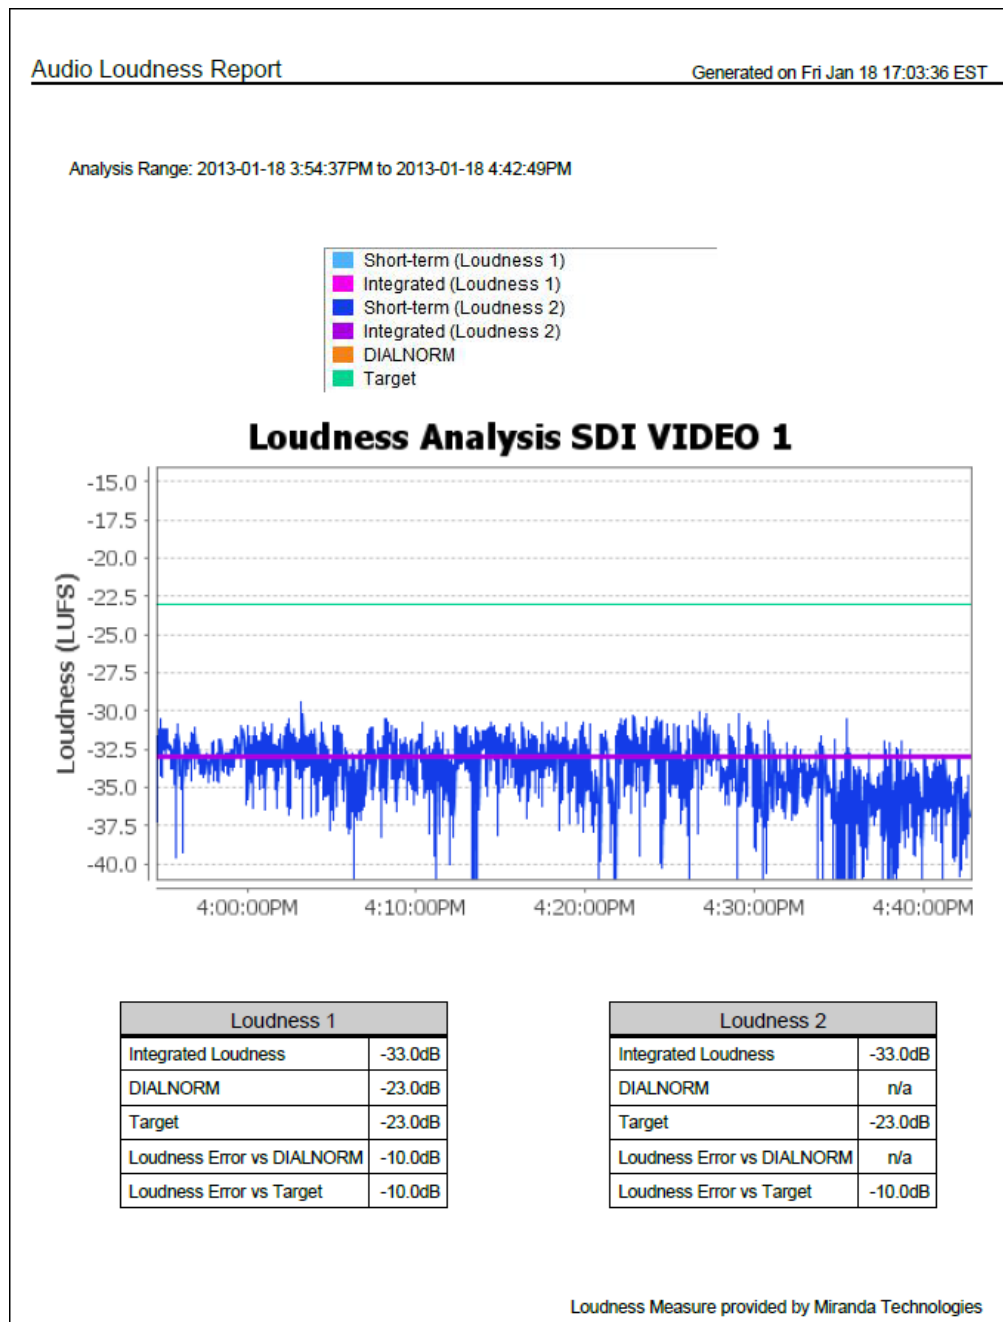 Audio Loudness Report
Generated on Fri Jan 18 17:03:36 EST
Analysis Range: 2013-01-18 3:54:37PM to 2013-01-18 4:42:49PM
Short-term (Loudness 1)
Integrated (Loudness 1)
Short-term (Loudness 2)
Integrated (Loudness 2)
DIALNORM
Target
Loudness Analysis SDI VIDEO 1
Loudness (LUFS)
-15.0
-17.5
-20.0
-22.5
-25.0
-27.5
-30.0
-32.5
-35.0
-37.5
-40.0
4:00:00PM 4:10:00PM 4:20:00PM 4:30:00PM 4:40:00PM
Loudness 1
Integrated Loudness -33.0dB
DIALNORM -23.0dB
Target -23.0dB
Loudness Error vs DIALNORM -10.0dB
Loudness Error vs Target -10.0dB
Loudness 2
Integrated Loudness -33.0dB
DIALNORM n/a
Target -23.0dB
Loudness Error vs DIALNORM n/a
Loudness Error vs Target -10.0dB
Loudness Measure provided by Miranda Technologies